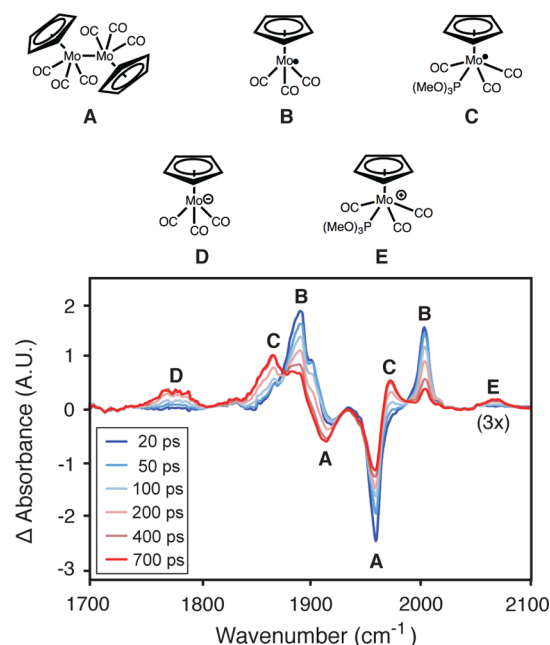 OC CO CO
Mo—Mo
OC CO CO
A
Mo•
OC CO
CO
B
OC Mo• CO
(MeO)₃P CO
C
Mo⊖
OC CO
CO
D
OC Mo ⊕ CO
(MeO)₃P CO
E
Δ Absorbance (A.U.)
2
1
0
-1
-2
-3
D
C
B
A
A
C
B
E
(3x)
20 ps
50 ps
100 ps
200 ps
400 ps
700 ps
1700 1800 1900 2000 2100
Wavenumber (cm⁻¹)